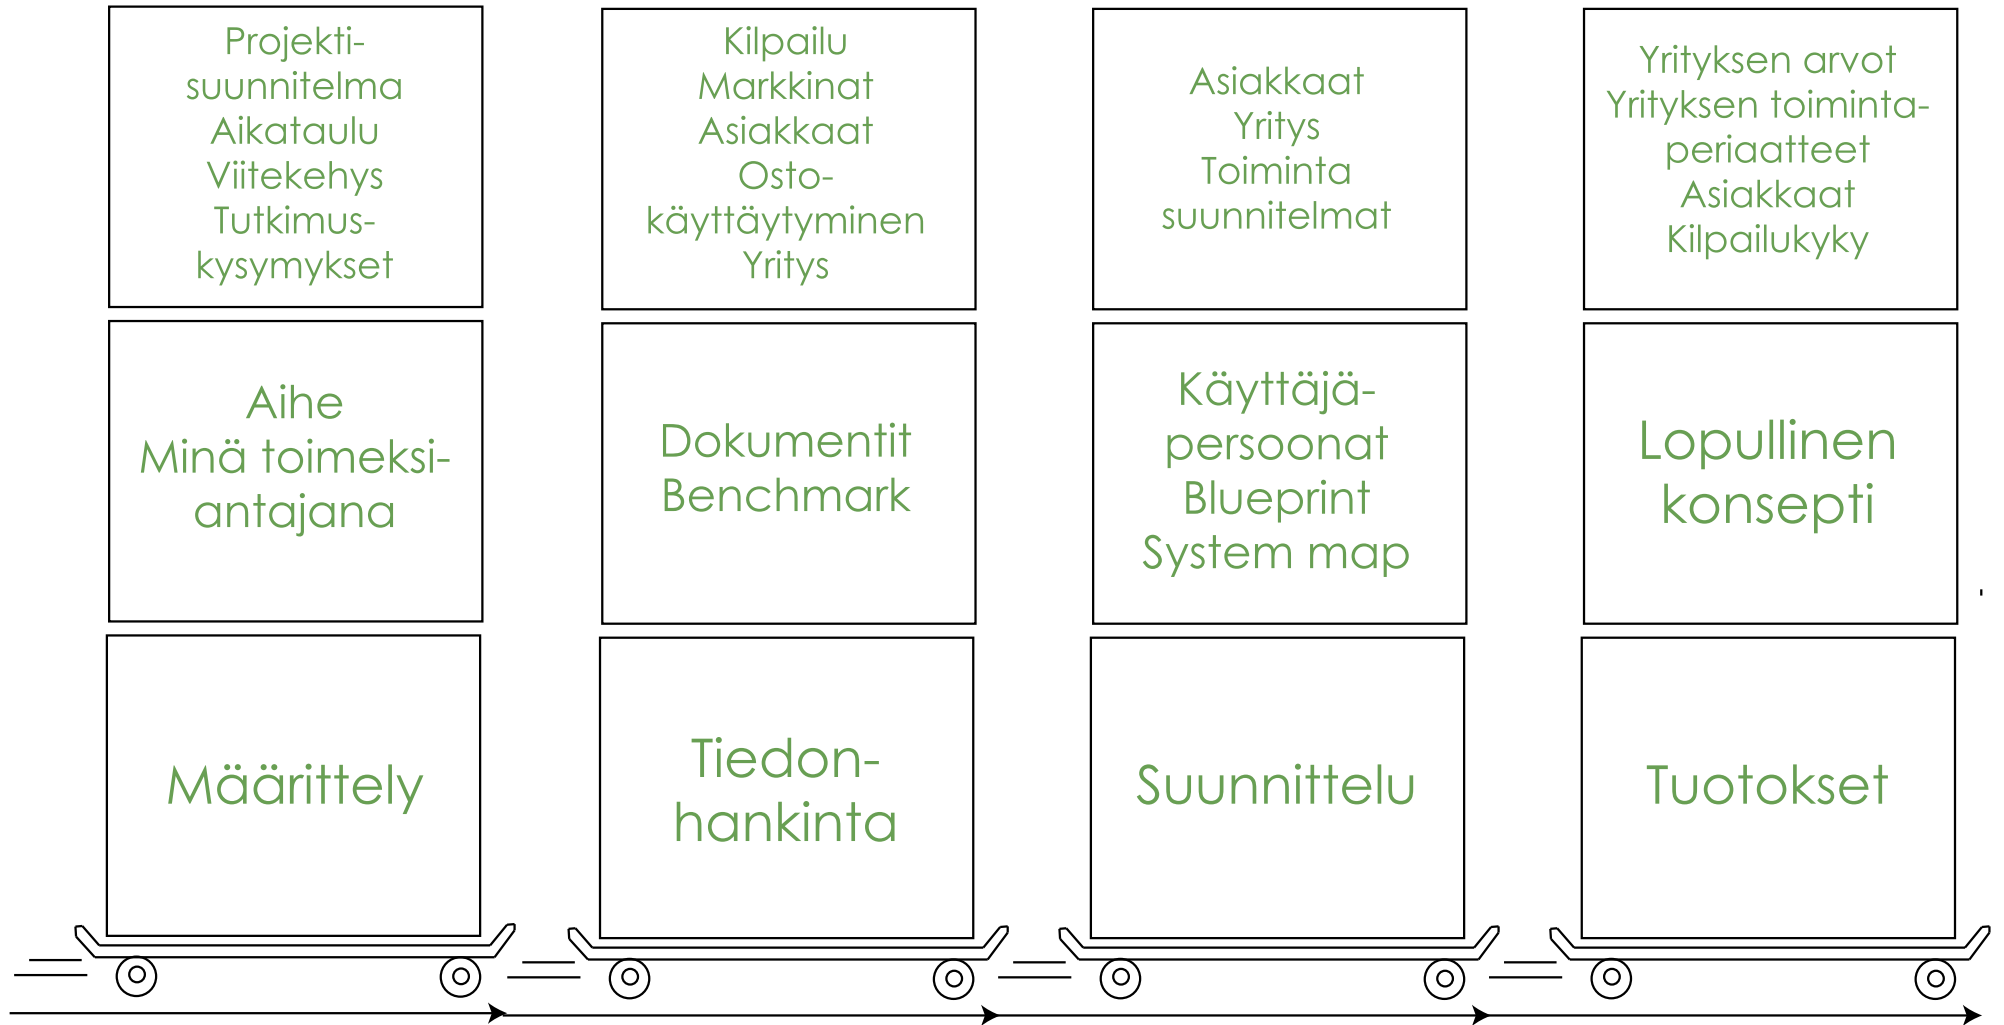 Projekti-
suunnitelma
Aikataulu
Viitekehys
Tutkimus-
kysymykset
Aihe
Minä toimeksi-
antajana
Määrittely
Kilpailu
Markkinat
Asiakkaat
Osto-
käyttäytyminen
Yritys
Dokumentit
Benchmark
Tiedon-
hankinta
Asiakkaat
Yritys
Toiminta
suunnitelmat
Käyttäjä-
persoonat
Blueprint
System map
Suunnittelu
Yrityksen arvot
Yrityksen toiminta-
periaatteet
Asiakkaat
Kilpailukyky
Lopullinen
konsepti
Tuotokset